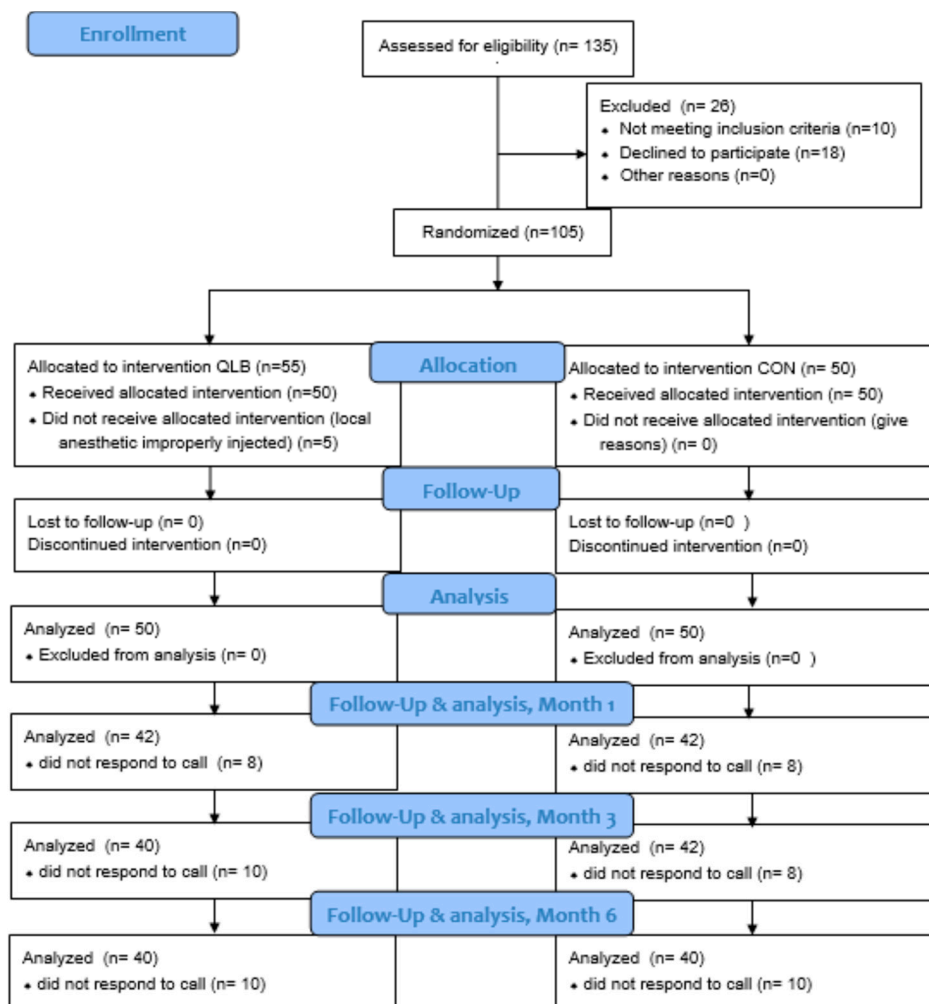 Enrollment
Assessed for eligibility (n= 135)
Excluded (n= 26)
• Not meeting inclusion criteria (n=10)
• Declined to participate (n=18)
• Other reasons (n=0)
Randomized (n=105)
Allocation
Allocated to intervention QLB (n=55)
• Received allocated intervention (n=50)
• Did not receive allocated intervention (local
anesthetic improperly injected) (n=5)
Allocated to intervention CON (n= 50)
• Received allocated intervention (n= 50)
• Did not receive allocated intervention (give
reasons) (n= 0)
Follow-Up
Lost to follow-up (n= 0)
Discontinued intervention (n=0)
Lost to follow-up (n=0 )
Discontinued intervention (n=0)
Analysis
Analyzed (n= 50)
• Excluded from analysis (n= 0)
Analyzed (n= 50)
• Excluded from analysis (n=0 )
Follow-Up & analysis, Month 1
Analyzed (n= 42)
• did not respond to call (n= 8)
Analyzed (n= 42)
• did not respond to call (n= 8)
Follow-Up & analysis, Month 3
Analyzed (n= 40)
• did not respond to call (n= 10)
Analyzed (n= 42)
• did not respond to call (n= 8)
Follow-Up & analysis, Month 6
Analyzed (n= 40)
• did not respond to call (n= 10)
Analyzed (n= 40)
• did not respond to call (n= 10)